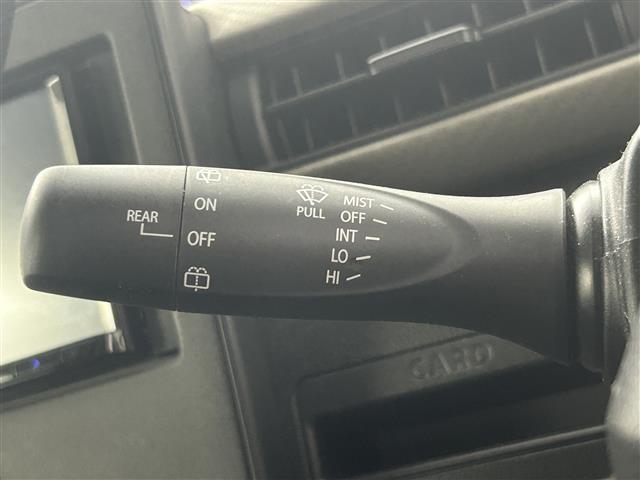 REAR
ON
OFF
PULL
MIST
OFF
INT
LO
HI
CARD